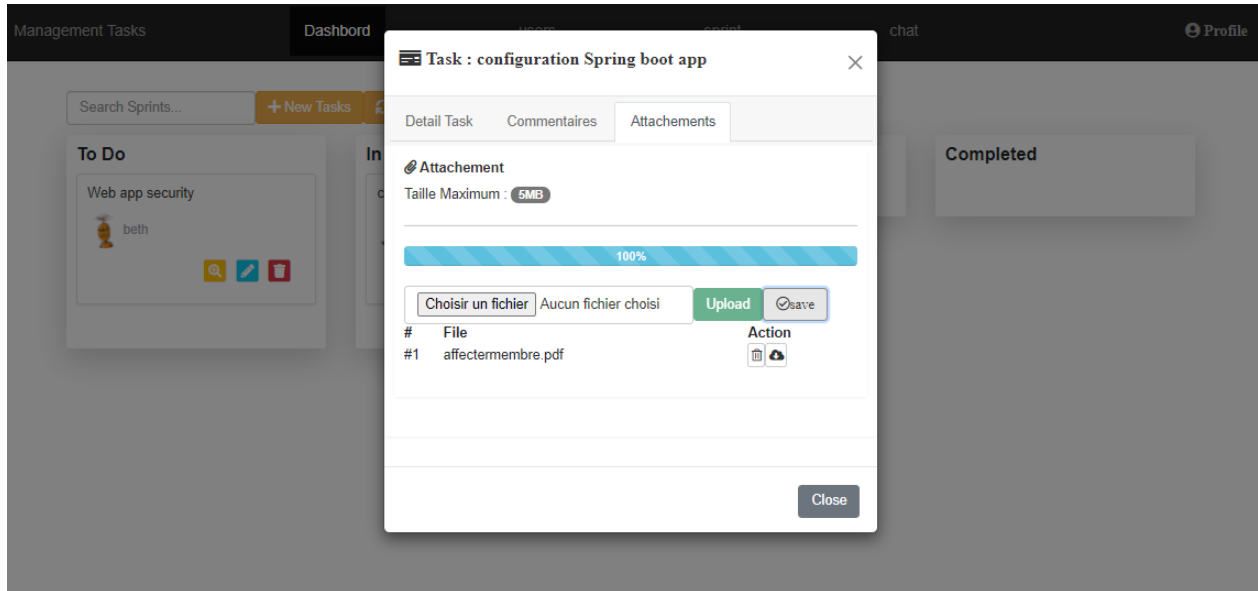 Management Tasks Dashbord users sprint chat Profile
Task : configuration Spring boot app
Search Sprints... New Tasks
Detail Task Commentaires Attachements
To Do In Completed
Attachement
Web app security
Taille Maximum : 5MB
beth
100%
Choisir un fichier Aucun fichier choisi Upload save
# File Action
#1 affectermembre.pdf
Close